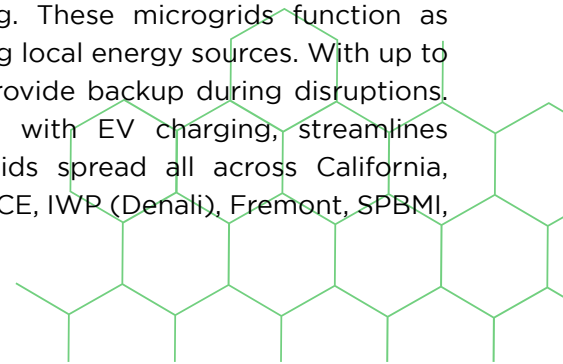 g. These microgrids function as
g local energy sources. With up to
rovide backup during disruptions.
with EV charging, streamlines
ids spread all across California,
CE, IWP (Denali), Fremont, SPBMI,